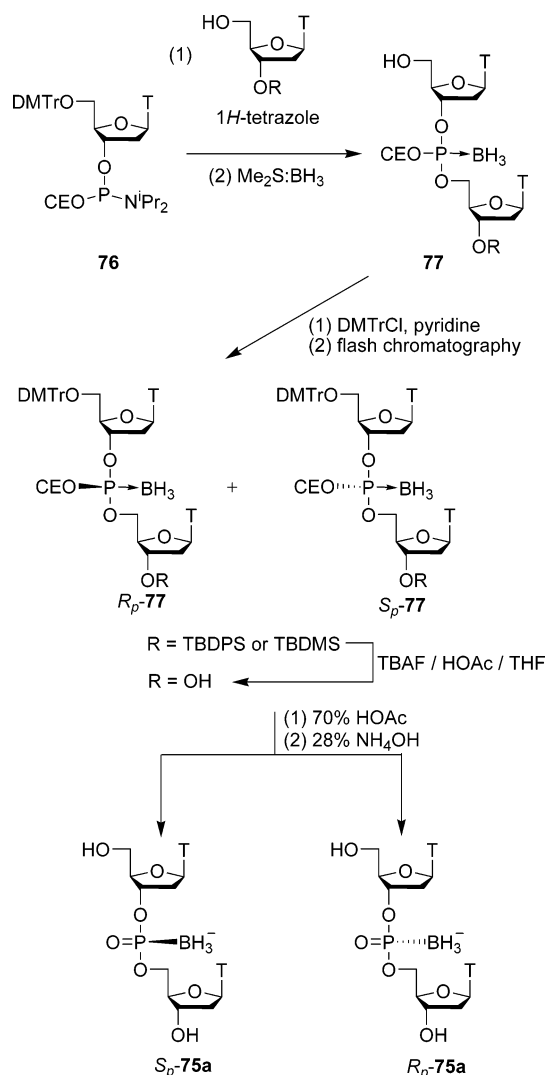 (1)
HO
O
T
OR
1H-tetrazole
DMTrO
O
T
O
CEO
P
NⁱPr₂
(2) Me₂S:BH₃
76
HO
O
T
O
CEO
P
BH₃
O
T
O
OR
77
(1) DMTrCl, pyridine
(2) flash chromatography
DMTrO
O
T
O
CEO
P
BH₃
O
T
O
OR
Rₚ-77
+
DMTrO
O
T
O
CEO
P
BH₃
O
T
O
OR
Sₚ-77
R = TBDPS or TBDMS
TBAF / HOAc / THF
R = OH
(1) 70% HOAc
(2) 28% NH₄OH
HO
O
T
O
O=P
BH₃⁻
O
T
O
OH
Sₚ-75a
HO
O
T
O
O=P
BH₃⁻
O
T
O
OH
Rₚ-75a